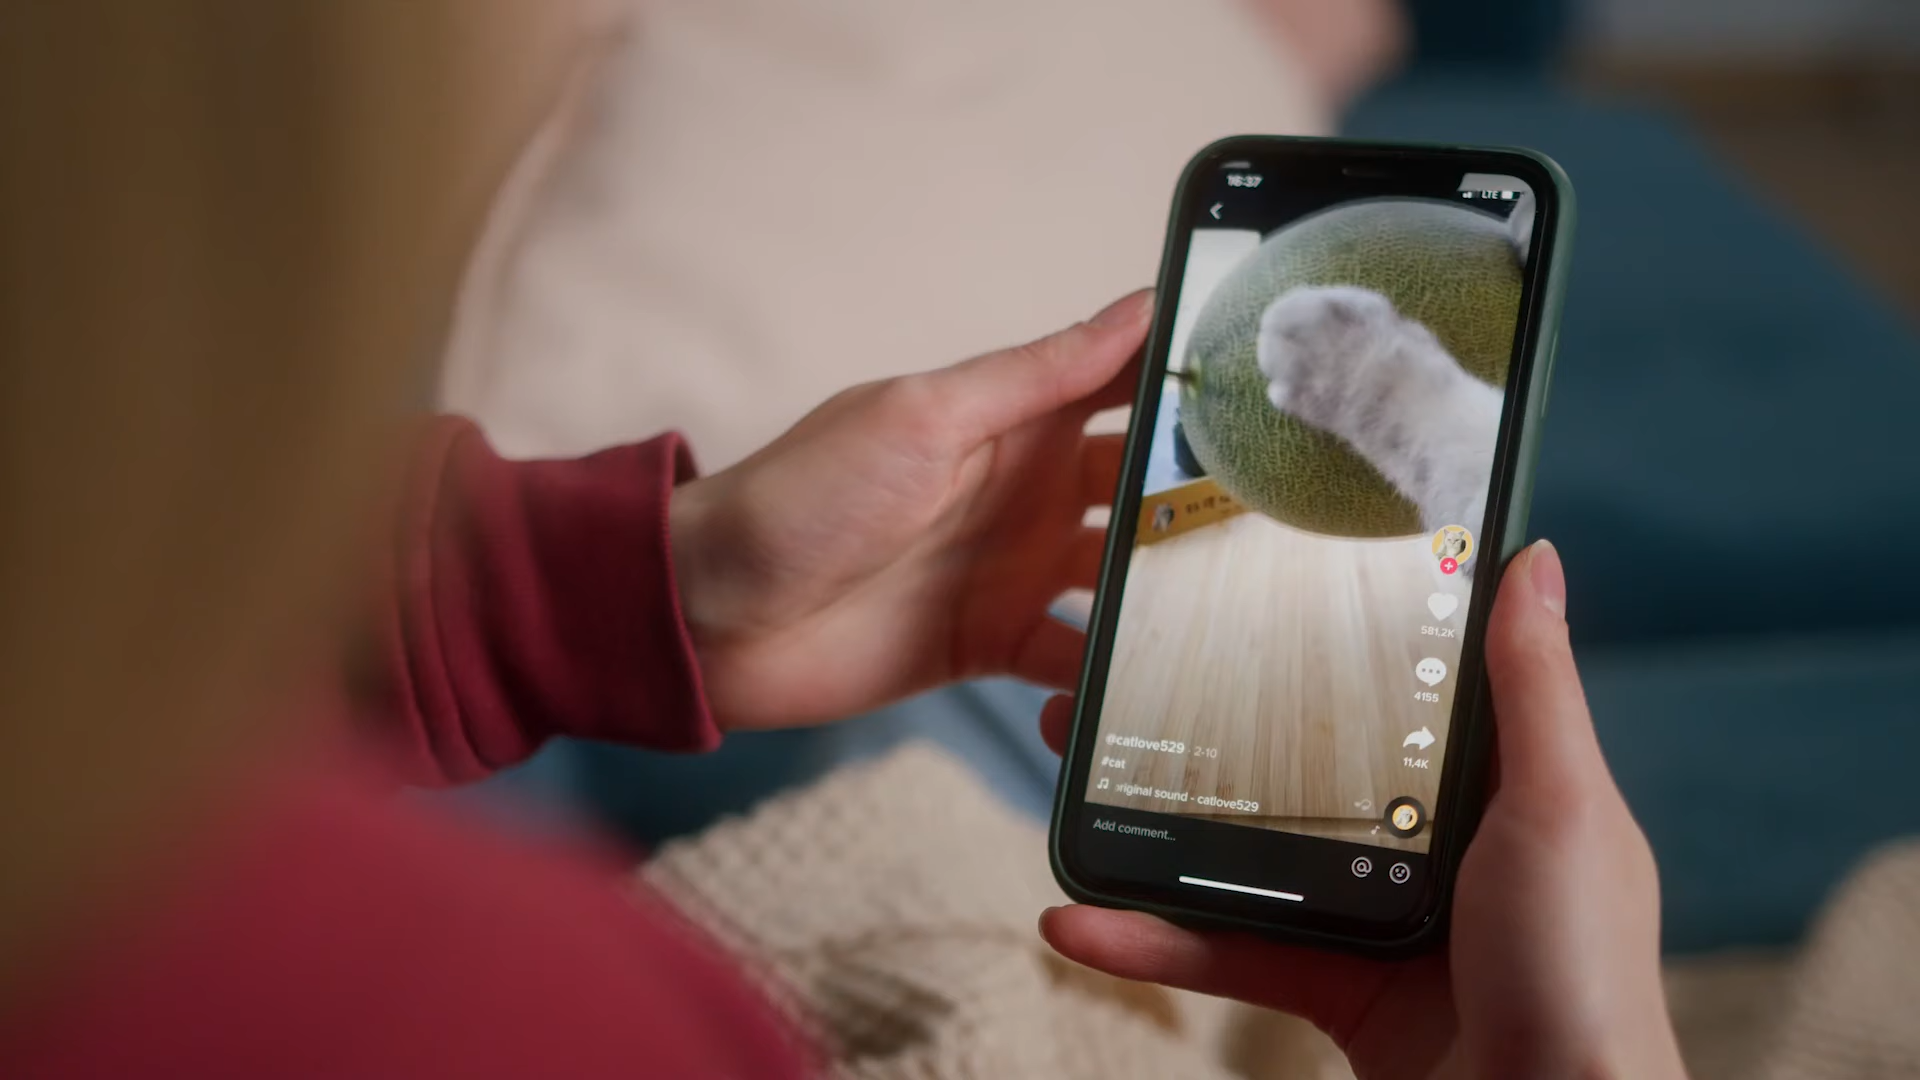 16:37
LTE
581,2K
4155
11,4K
@catlove529 · 2-10
#cat
original sound - catlove529
Add comment...